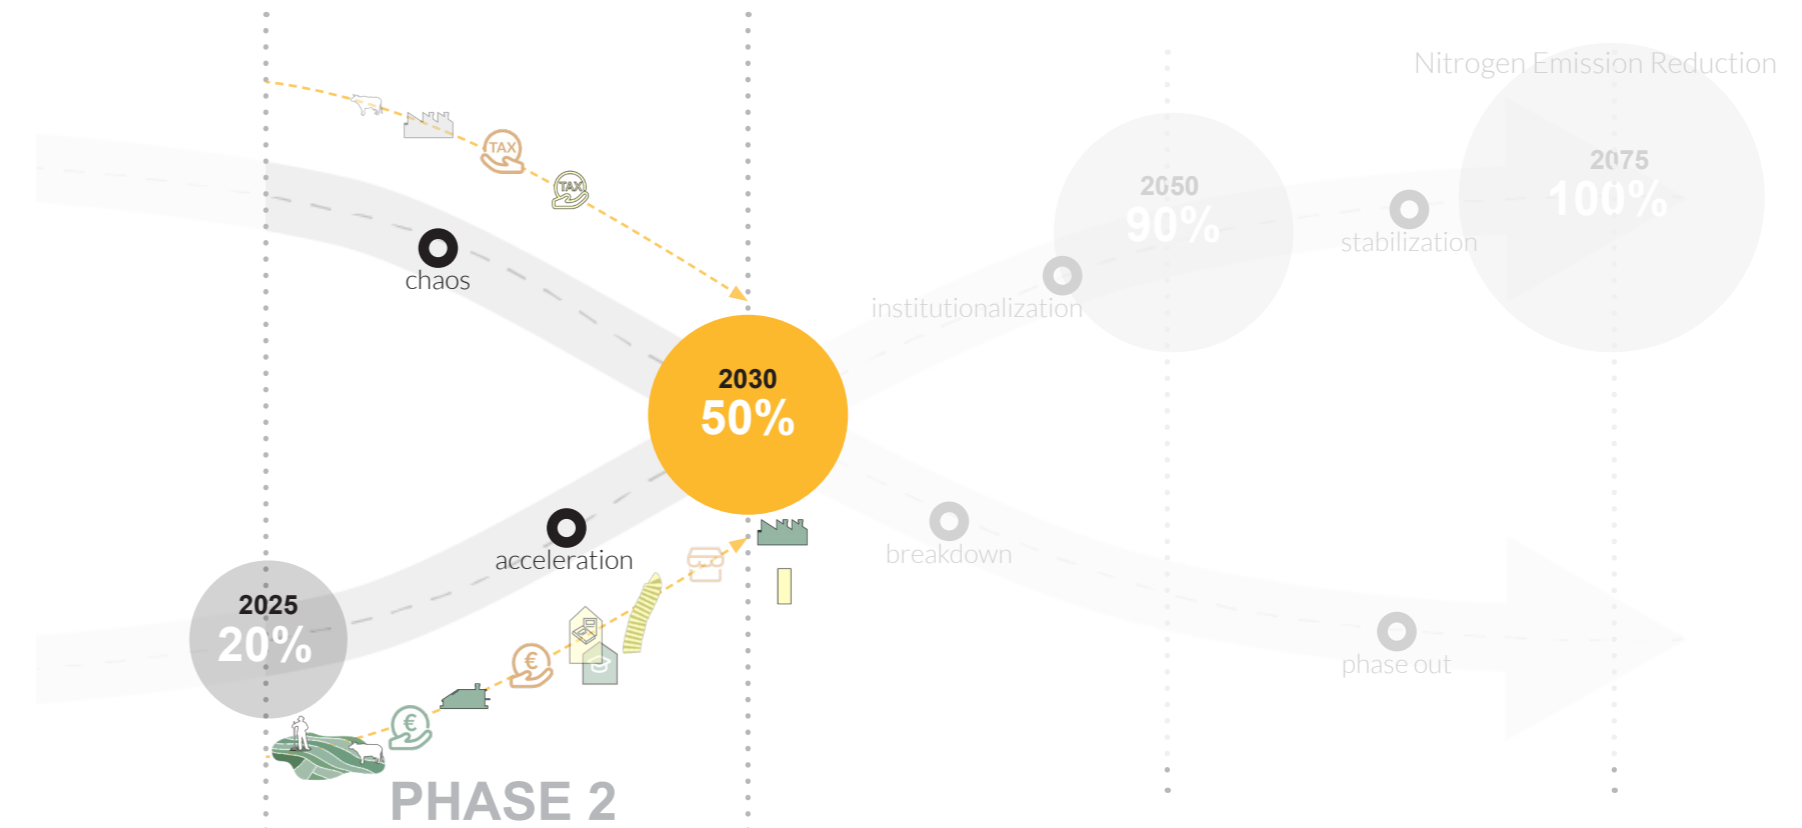 Nitrogen Emission Reduction
TAX
TAX
2075
100%
2050
90%
stabilization
chaos
institutionalization
2030
50%
acceleration
breakdown
2025
20%
€
phase out
€
PHASE 2